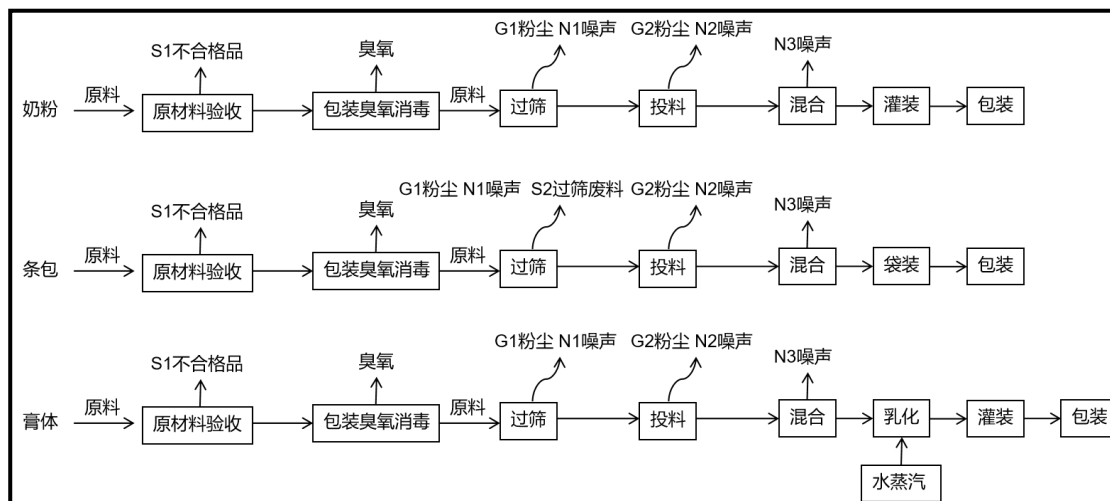 G1粉尘 N1噪声 G2粉尘 N2噪声
S1不合格品 臭氧 N3噪声
奶粉 原料 原材料验收 包装臭氧消毒 原料 过筛 投料 混合 灌装 包装
G1粉尘 N1噪声 S2过筛废料 G2粉尘 N2噪声
S1不合格品 臭氧 N3噪声
条包 原料 原材料验收 包装臭氧消毒 原料 过筛 投料 混合 袋装 包装
G1粉尘 N1噪声 G2粉尘 N2噪声
S1不合格品 臭氧 N3噪声
膏体 原料 原材料验收 包装臭氧消毒 原料 过筛 投料 混合 乳化 灌装 包装
水蒸汽